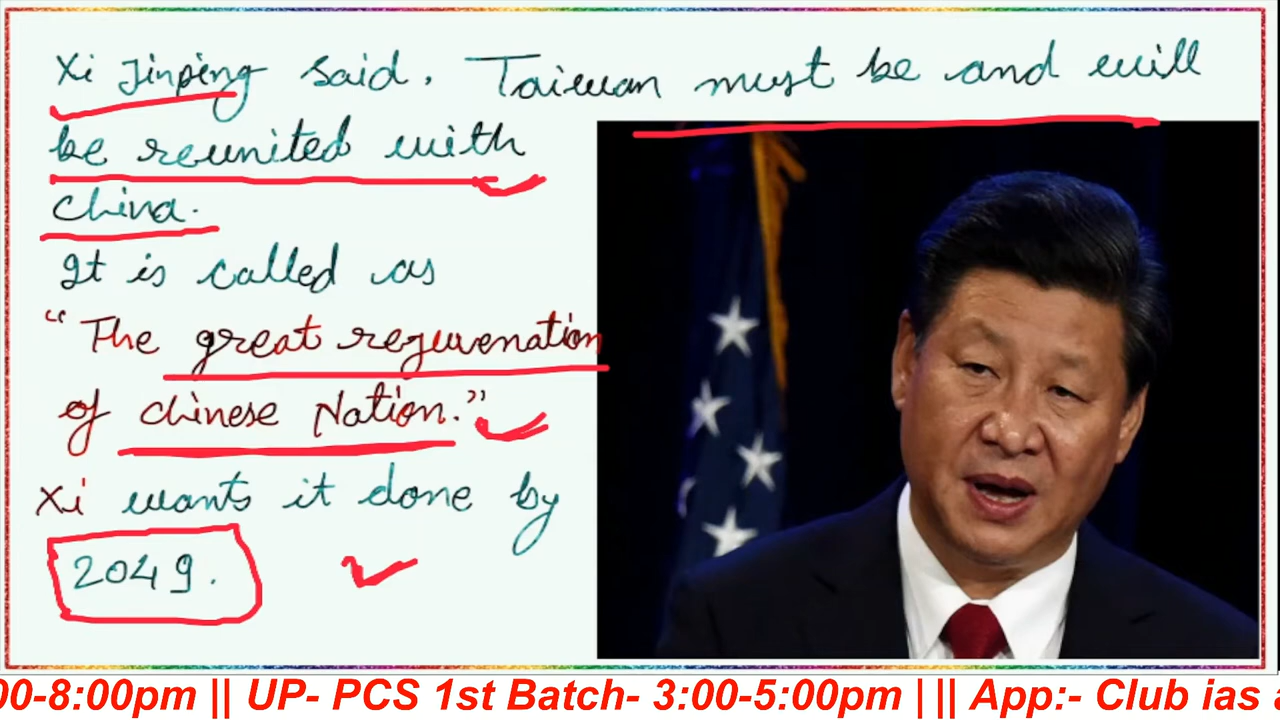 Xi Jinping said, Taiwan must be and will
be reunited with
China.
It is called as
“The great rejuvenation
of Chinese Nation.”
Xi wants it done by
2049.
00-8:00pm || UP- PCS 1st Batch- 3:00-5:00pm | || App:- Club ias